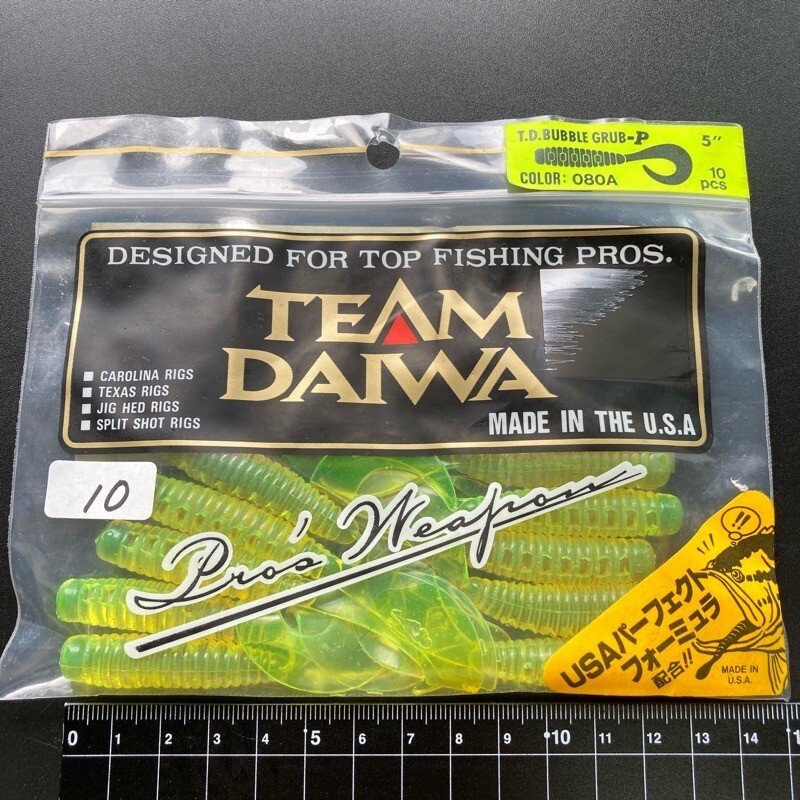 T.D.BUBBLE GRUB-P 5"
COLOR: 080A 10 pcs
DESIGNED FOR TOP FISHING PROS.
TEAM
DAIWA
CAROLINA RIGS
TEXAS RIGS
JIG HED RIGS
SPLIT SHOT RIGS
MADE IN THE U.S.A
10
Pro's Weapon
!!
USAパーフェクト
フォーミュラ
配合!!
MADE IN
U.S.A.
0 1 2 3 4 5 6 7 8 9 10 11 12 13 14 1